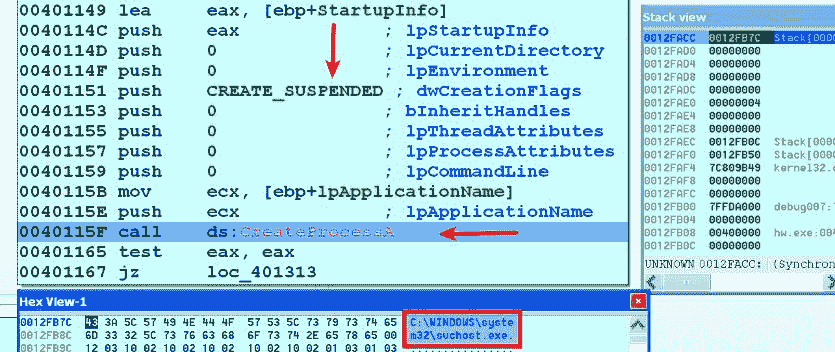 00401149 lea eax, [ebp+StartupInfo]
0040114C push eax ; lpStartupInfo
0040114D push 0 ; lpCurrentDirectory
0040114F push 0 ; lpEnvironment
00401151 push CREATE_SUSPENDED ; dwCreationFlags
00401153 push 0 ; bInheritHandles
00401155 push 0 ; lpThreadAttributes
00401157 push 0 ; lpProcessAttributes
00401159 push 0 ; lpCommandLine
0040115B mov ecx, [ebp+lpApplicationName]
0040115E push ecx ; lpApplicationName
0040115F call ds:CreateProcessA
00401165 test eax, eax
00401167 jz loc_401313
Stack view
0012FACC 0012FB7C Stack[0000
0012FAD0 00000000
0012FAD4 00000000
0012FAD8 00000000
0012FADC 00000000
0012FAE0 00000004
0012FAE4 00000000
0012FAE8 00000000
0012FAEC 0012FB0C Stack[0000
0012FAF0 0012FB50 Stack[0000
0012FAF4 7C809B49 kernel32.d
0012FAF8 00000000
0012FAFC 00000000
0012FB00 7FFDA000 debug007:7
0012FB04 00000000
0012FB08 00400000 hw.exe:004
UNKNOWN 0012FACC: (Synchron
Hex View-1
0012FB7C 43 3A 5C 57 49 4E 44 4F 57 53 5C 73 79 73 74 65 C:\WINDOWS\syste
0012FB8C 6D 33 32 5C 73 76 63 68 6F 73 74 2E 65 78 65 00 m32\svchost.exe.
0012FB9C 12 03 10 02 10 02 10 02 10 02 10 02 01 03 01 03